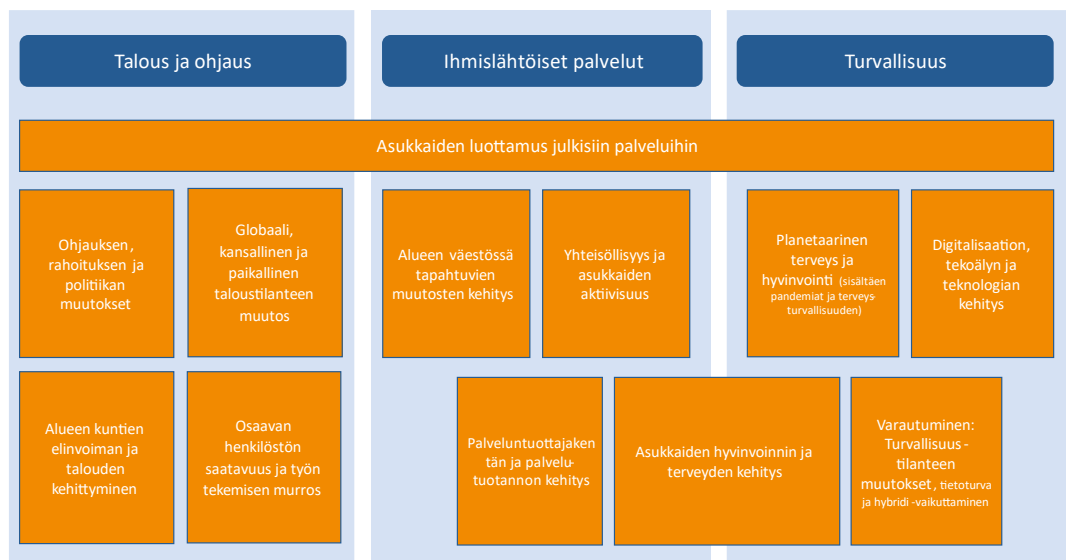 Talous ja ohjaus
Ihmislähtöiset palvelut
Turvallisuus
Asukkaiden luottamus julkisiin palveluihin
Ohjauksen,
rahoituksen ja
politiikan
muutokset
Globaali,
kansallinen ja
paikallinen
taloustilanteen
muutos
Alueen väestössä
tapahtuvien
muutosten kehitys
Yhteisöllisyys ja
asukkaiden
aktiivisuus
Planetaarinen
terveys ja
hyvinvointi (sisältäen
pandemiat ja terveys-
turvallisuuden)
Digitalisaation,
tekoälyn ja
teknologian
kehitys
Alueen kuntien
elinvoiman ja
talouden
kehittyminen
Osaavan
henkilöstön
saatavuus ja työn
tekemisen murros
Palveluntuottajaken
tän ja palvelu-
tuotannon kehitys
Asukkaiden hyvinvoinnin ja
terveyden kehitys
Varautuminen:
Turvallisuus-
tilanteen
muutokset, tietoturva
ja hybridi-vaikuttaminen